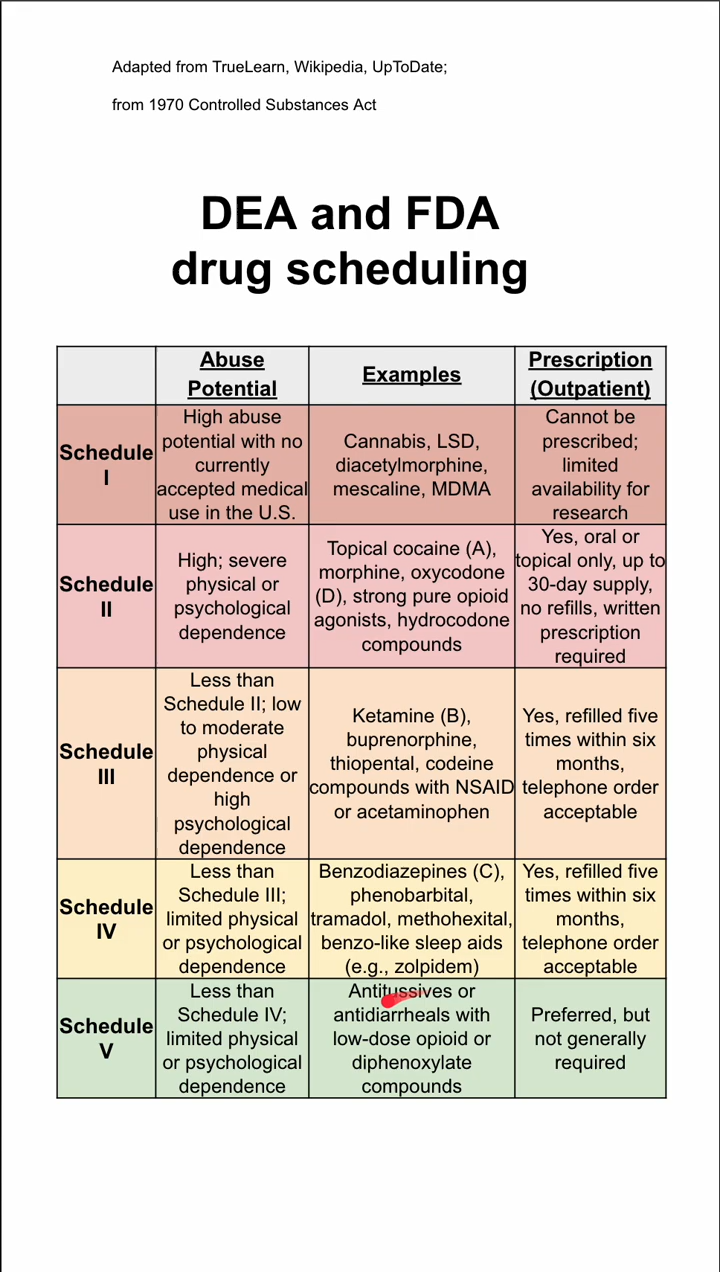 Adapted from TrueLearn, Wikipedia, UpToDate;
from 1970 Controlled Substances Act
DEA and FDA
drug scheduling
Abuse
Potential
Examples
Prescription
(Outpatient)
Schedule
I
High abuse
potential with no
currently
accepted medical
use in the U.S.
Cannabis, LSD,
diacetylmorphine,
mescaline, MDMA
Cannot be
prescribed;
limited
availability for
research
Schedule
II
High; severe
physical or
psychological
dependence
Topical cocaine (A),
morphine, oxycodone
(D), strong pure opioid
agonists, hydrocodone
compounds
Yes, oral or
topical only, up to
30-day supply,
no refills, written
prescription
required
Schedule
III
Less than
Schedule II; low
to moderate
physical
dependence or
high
psychological
dependence
Ketamine (B),
buprenorphine,
thiopental, codeine
compounds with NSAID
or acetaminophen
Yes, refilled five
times within six
months,
telephone order
acceptable
Schedule
IV
Less than
Schedule III;
limited physical
or psychological
dependence
Benzodiazepines (C),
phenobarbital,
tramadol, methohexital,
benzo-like sleep aids
(e.g., zolpidem)
Yes, refilled five
times within six
months,
telephone order
acceptable
Schedule
V
Less than
Schedule IV;
limited physical
or psychological
dependence
Antitussives or
antidiarrheals with
low-dose opioid or
diphenoxylate
compounds
Preferred, but
not generally
required